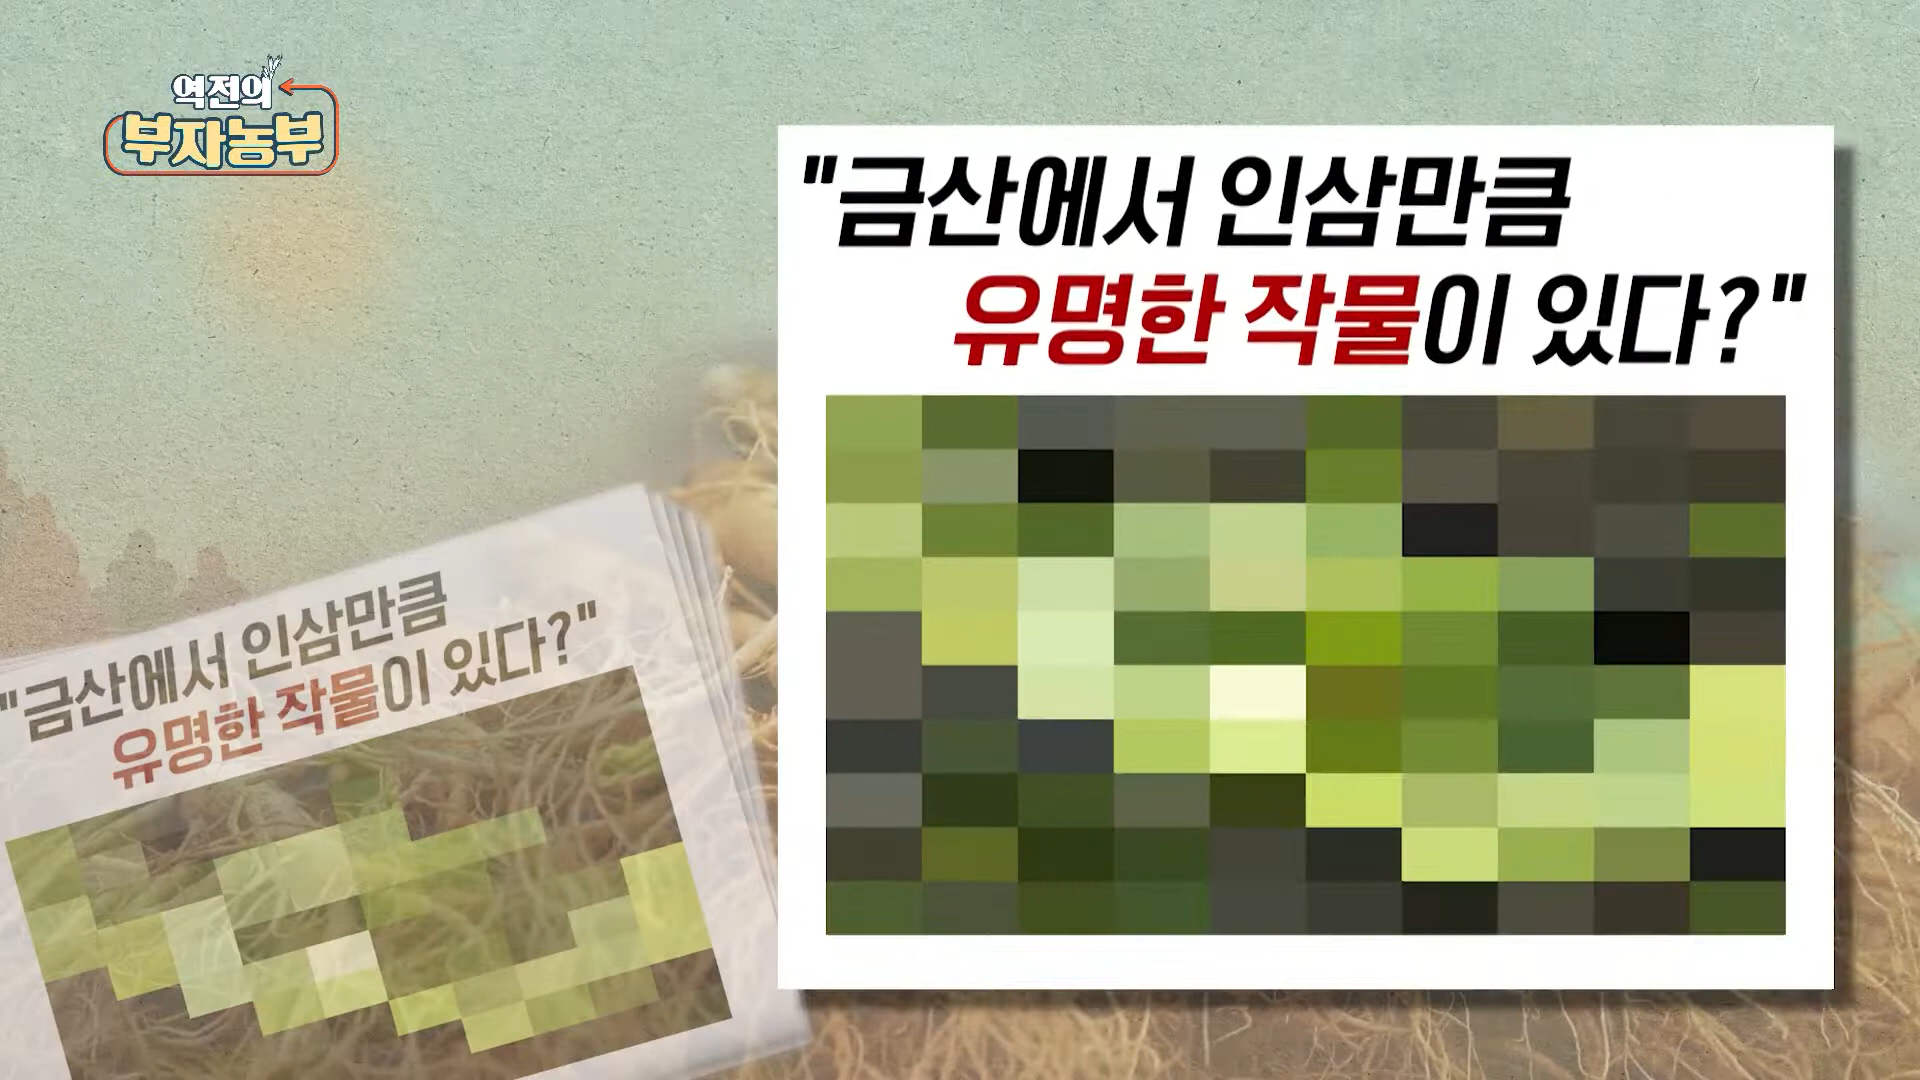 역전의
부자농부
"금산에서 인삼만큼
유명한 작물이 있다?"
"금산에서 인삼만큼
유명한 작물이 있다?"